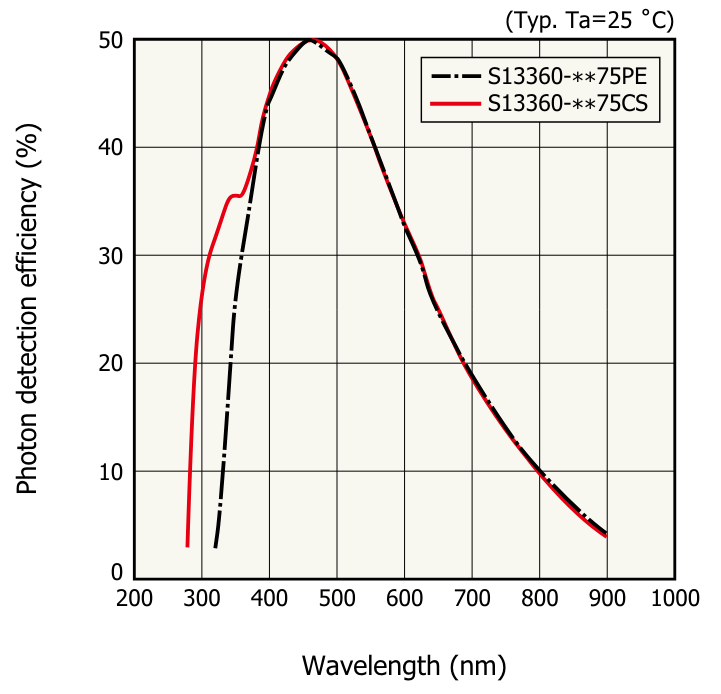 (Typ. Ta=25 ˚C)
S13360-**75PE
S13360-**75CS
Photon detection efficiency (%)
50
40
30
20
10
0
200 300 400 500 600 700 800 900 1000
Wavelength (nm)